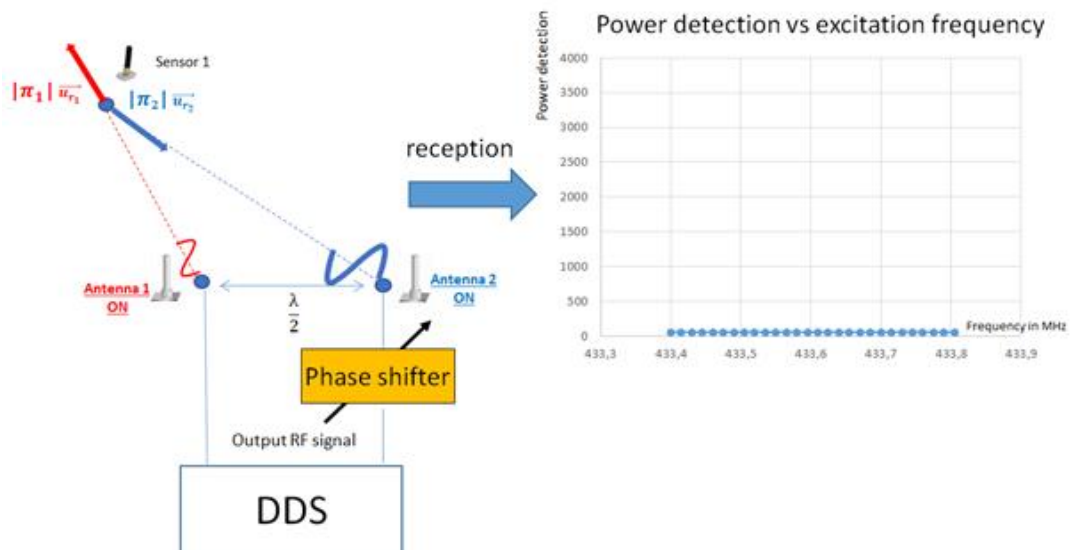 Sensor 1
|π₁| u_r₁
|π₂| u_r₂
reception
Antenna 1
ON
λ
2
Antenna 2
ON
Phase shifter
Output RF signal
DDS
Power detection vs excitation frequency
Power detection
4000
3500
3000
2500
2000
1500
1000
500
0
433,3
433,4
433,5
433,6
433,7
433,8
433,9
Frequency in MHz